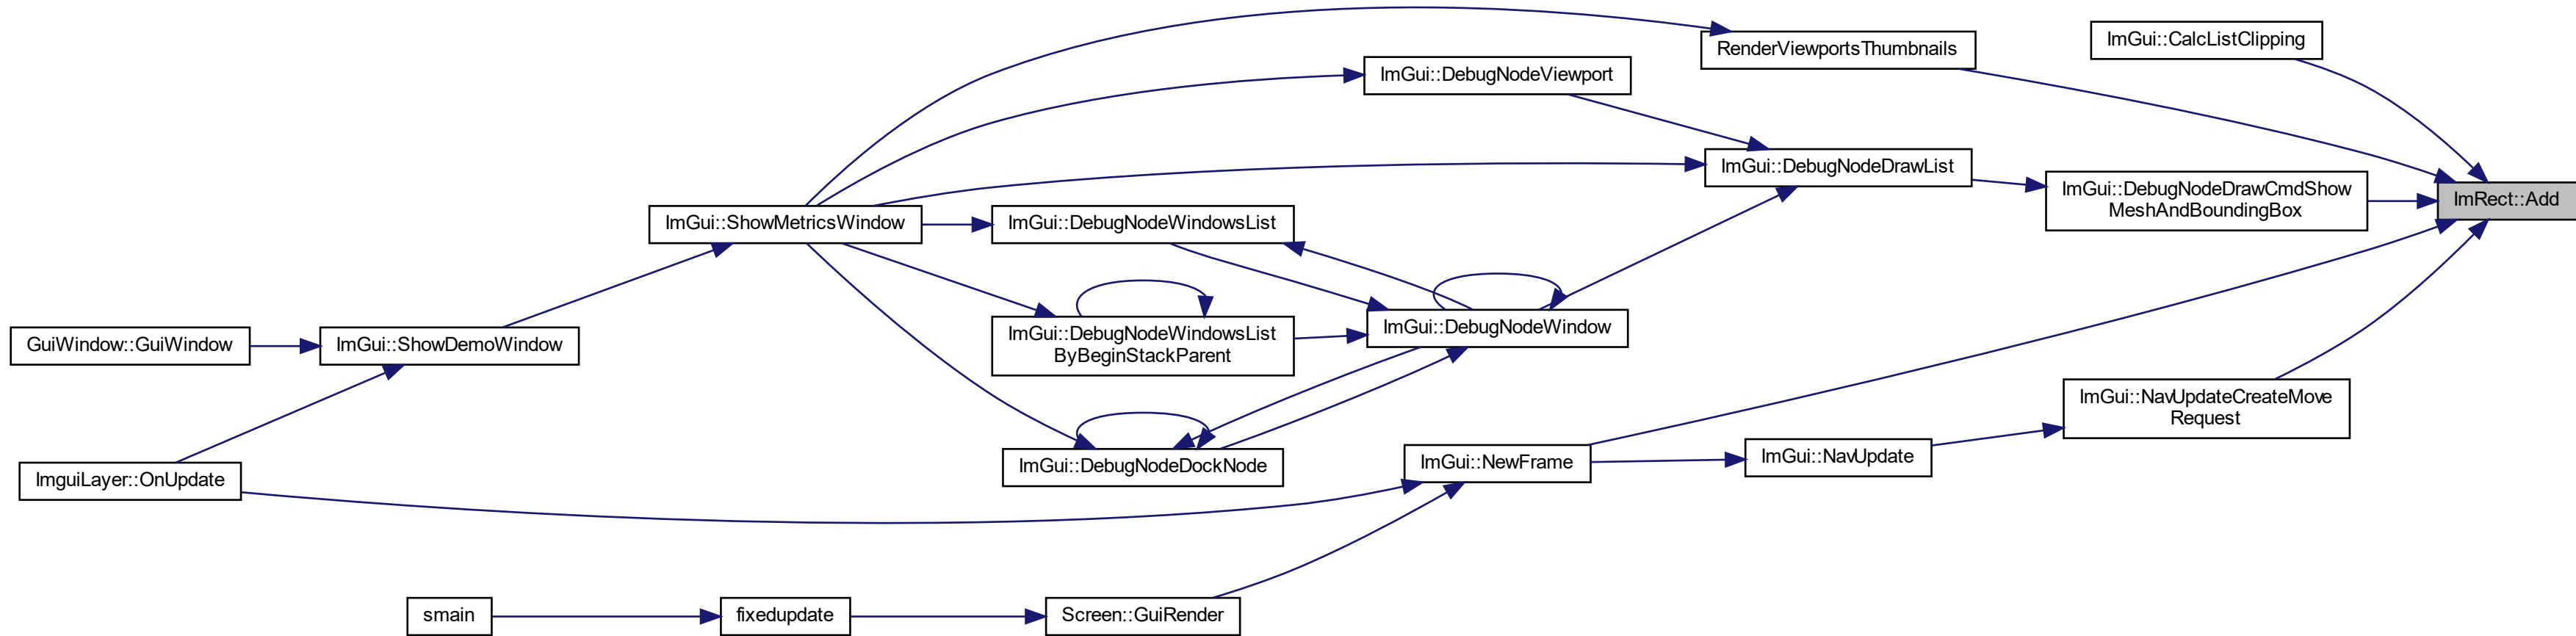 ImGui::CalcListClipping
RenderViewportsThumbnails
ImGui::DebugNodeViewport
ImGui::DebugNodeDrawList
ImGui::DebugNodeDrawCmdShow
MeshAndBoundingBox
ImRect::Add
ImGui::ShowMetricsWindow
ImGui::DebugNodeWindowsList
ImGui::DebugNodeWindowsList
ByBeginStackParent
ImGui::DebugNodeWindow
GuiWindow::GuiWindow
ImGui::ShowDemoWindow
ImGui::NavUpdateCreateMove
Request
ImGui::NavUpdate
ImGui::NewFrame
ImGui::DebugNodeDockNode
ImguiLayer::OnUpdate
smain
fixedupdate
Screen::GuiRender